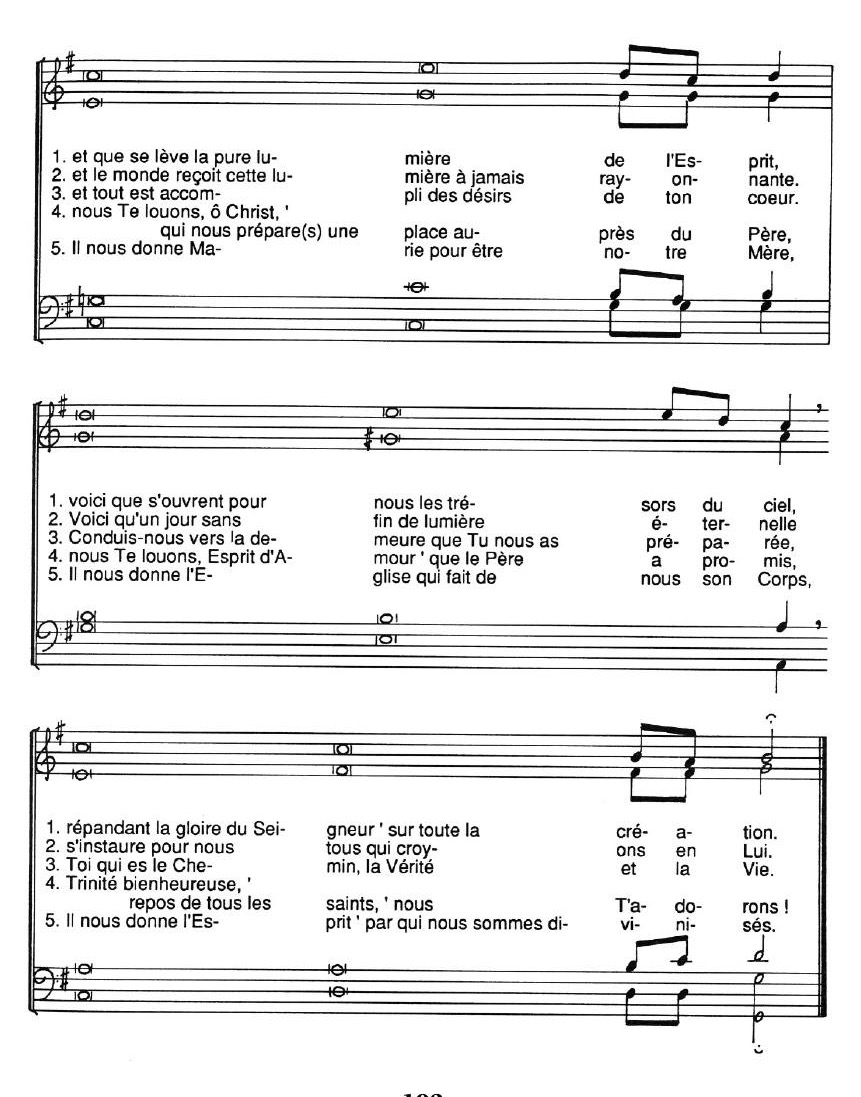 1. et que se lève la pure lu- mière de l'Es- prit,
2. et le monde reçoit cette lu- mière à jamais ray- on- nante.
3. et tout est accom- pli des désirs de ton coeur.
4. nous Te louons, ô Christ, '
qui nous prépare(s) une place au- près du Père,
5. Il nous donne Ma- rie pour être no- tre Mère,
1. voici que s'ouvrent pour nous les tré- sors du ciel,
2. Voici qu'un jour sans fin de lumière é- ter- nelle
3. Conduis-nous vers la de- meure que Tu nous as pré- pa- rée,
4. nous Te louons, Esprit d'A- mour ' que le Père a pro- mis,
5. Il nous donne l'E- glise qui fait de nous son Corps,
1. répandant la gloire du Sei- gneur ' sur toute la cré- a- tion.
2. s'instaure pour nous tous qui croy- ons en Lui.
3. Toi qui es le Che- min, la Vérité et la Vie.
4. Trinité bienheureuse, '
repos de tous les saints, ' nous T'a- do- rons !
5. Il nous donne l'Es- prit ' par qui nous sommes di- vi- ni- sés.